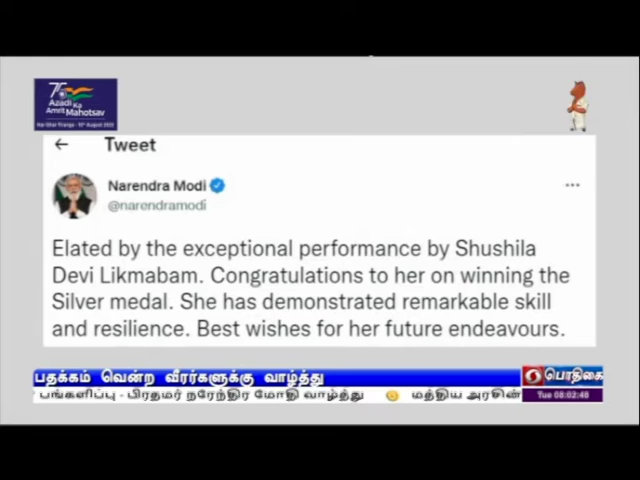 75
Azadi Ka
Amrit Mahotsav
Tweet
Narendra Modi
@narendramodi
Elated by the exceptional performance by Shushila
Devi Likmabam. Congratulations to her on winning the
Silver medal. She has demonstrated remarkable skill
and resilience. Best wishes for her future endeavours.
பதக்கம் வென்ற வீரர்களுக்கு வாழ்த்து
பொதிகை
பங்களிப்பு - பிரதமர் நரேந்திர மோதி வாழ்த்து மத்திய அரசின்
Tue 08:02:48